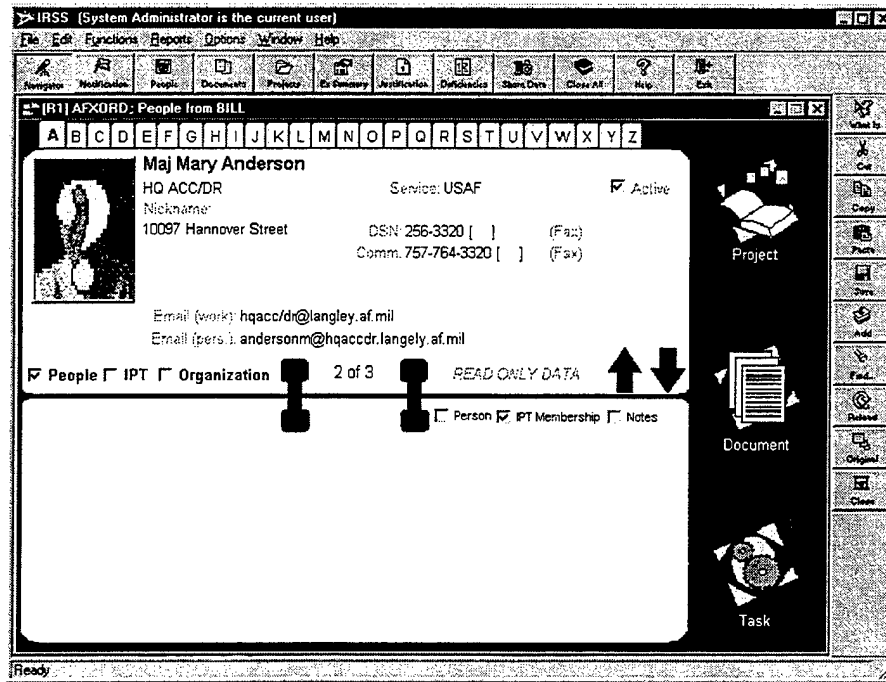 IRSS (System Administrator is the current user)
File Edit Functions Reports Options Window Help
Navigator Notification People Documents Projects Ex Summary Justification Deficiencies Share Data Close All Help Exit
[R1] AFXORD; People from BILL
A B C D E F G H I J K L M N O P Q R S T U V W X Y Z
Maj Mary Anderson
HQ ACC/DR Service: USAF Active
Nickname:
10097 Hannover Street DSN: 256-3320 [ ] (Fax)
Comm: 757-764-3320 [ ] (Fax)
Email (work): hqacc/dr@langley.af.mil
Email (pers.): andersonm@hqaccdr.langely.af.mil
People IPT Organization 2 of 3 READ ONLY DATA
Person IPT Membership Notes
Project
Document
Task
What Is
Cut
Copy
Paste
Save
Add
Find...
Reload
Original
Close
Ready